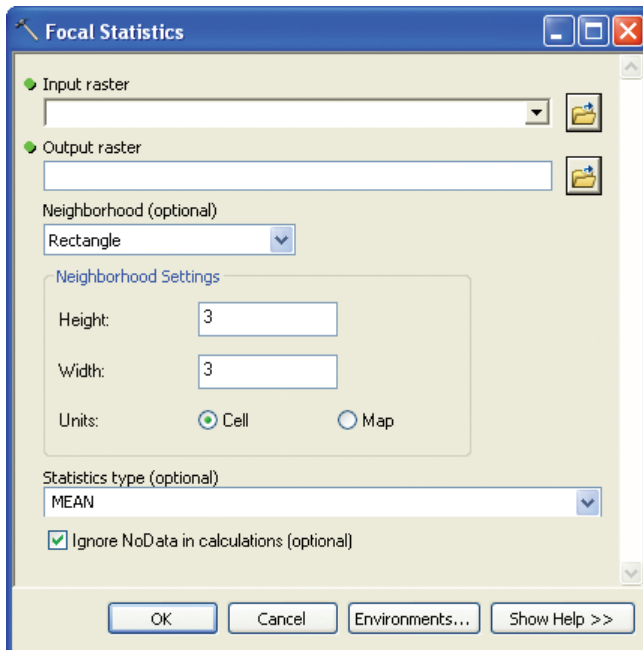 Focal Statistics
Input raster
Output raster
Neighborhood (optional)
Rectangle
Neighborhood Settings
Height: 3
Width: 3
Units: Cell Map
Statistics type (optional)
MEAN
Ignore NoData in calculations (optional)
OK Cancel Environments... Show Help >>